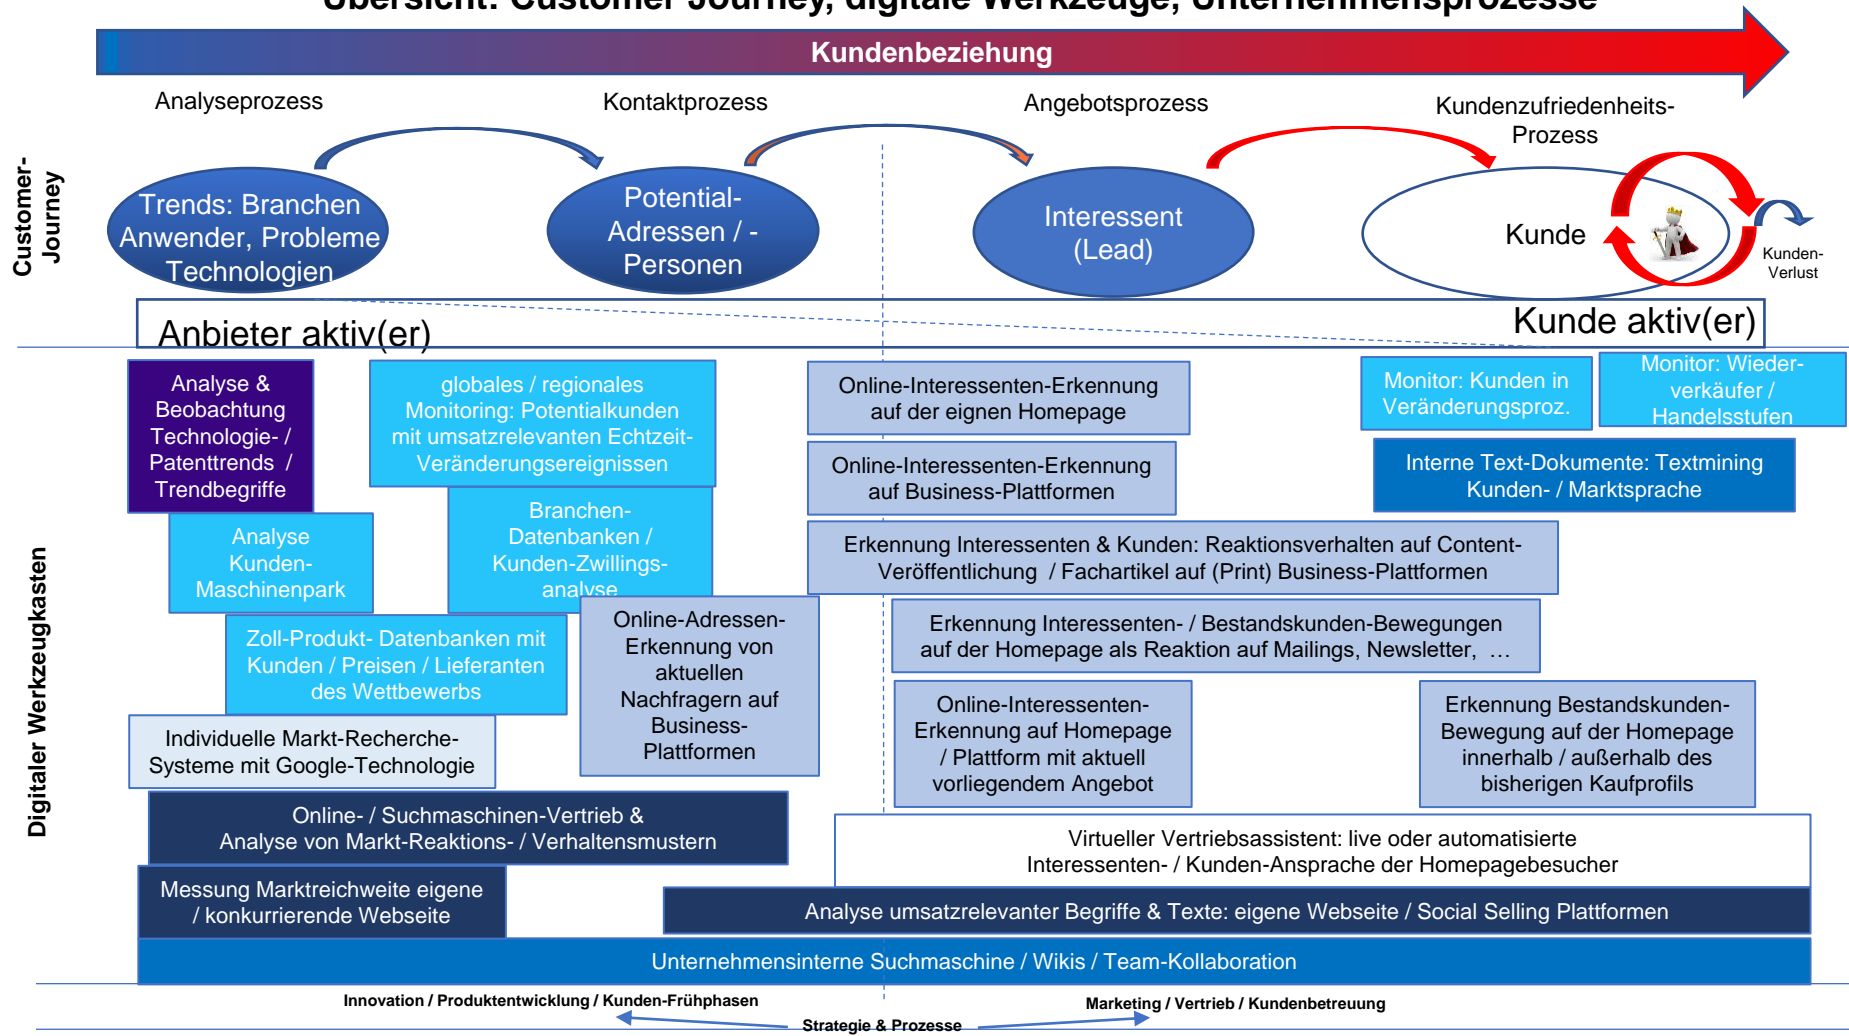 Übersicht: Customer Journey, digitale Werkzeuge, Unternehmensprozesse
Kundenbeziehung
Analyseprozess
Kontaktprozess
Angebotsprozess
Kundenzufriedenheits-
Prozess
Customer-
Journey
Trends: Branchen
Anwender, Probleme
Technologien
Potential-
Adressen / -
Personen
Interessent
(Lead)
Kunde
Kunden-
Verlust
Anbieter aktiv(er)
Kunde aktiv(er)
Digitaler Werkzeugkasten
Analyse &
Beobachtung
Technologie- /
Patenttrends /
Trendbegriffe
globales / regionales
Monitoring: Potentialkunden
mit umsatzrelevanten Echtzeit-
Veränderungsereignissen
Online-Interessenten-Erkennung
auf der eignen Homepage
Monitor: Kunden in
Veränderungsproz.
Monitor: Wieder-
verkäufer /
Handelsstufen
Online-Interessenten-Erkennung
auf Business-Plattformen
Interne Text-Dokumente: Textmining
Kunden- / Marktsprache
Analyse
Kunden-
Maschinenpark
Branchen-
Datenbanken /
Kunden-Zwillings-
analyse
Erkennung Interessenten & Kunden: Reaktionsverhalten auf Content-
Veröffentlichung / Fachartikel auf (Print) Business-Plattformen
Zoll-Produkt- Datenbanken mit
Kunden / Preisen / Lieferanten
des Wettbewerbs
Online-Adressen-
Erkennung von
aktuellen
Nachfragern auf
Business-
Plattformen
Erkennung Interessenten- / Bestandskunden-Bewegungen
auf der Homepage als Reaktion auf Mailings, Newsletter, …
Individuelle Markt-Recherche-
Systeme mit Google-Technologie
Online-Interessenten-
Erkennung auf Homepage
/ Plattform mit aktuell
vorliegendem Angebot
Erkennung Bestandskunden-
Bewegung auf der Homepage
innerhalb / außerhalb des
bisherigen Kaufprofils
Online- / Suchmaschinen-Vertrieb &
Analyse von Markt-Reaktions- / Verhaltensmustern
Virtueller Vertriebsassistent: live oder automatisierte
Interessenten- / Kunden-Ansprache der Homepagebesucher
Messung Marktreichweite eigene
/ konkurrierende Webseite
Analyse umsatzrelevanter Begriffe & Texte: eigene Webseite / Social Selling Plattformen
Unternehmensinterne Suchmaschine / Wikis / Team-Kollaboration
Innovation / Produktentwicklung / Kunden-Frühphasen
Marketing / Vertrieb / Kundenbetreuung
Strategie & Prozesse